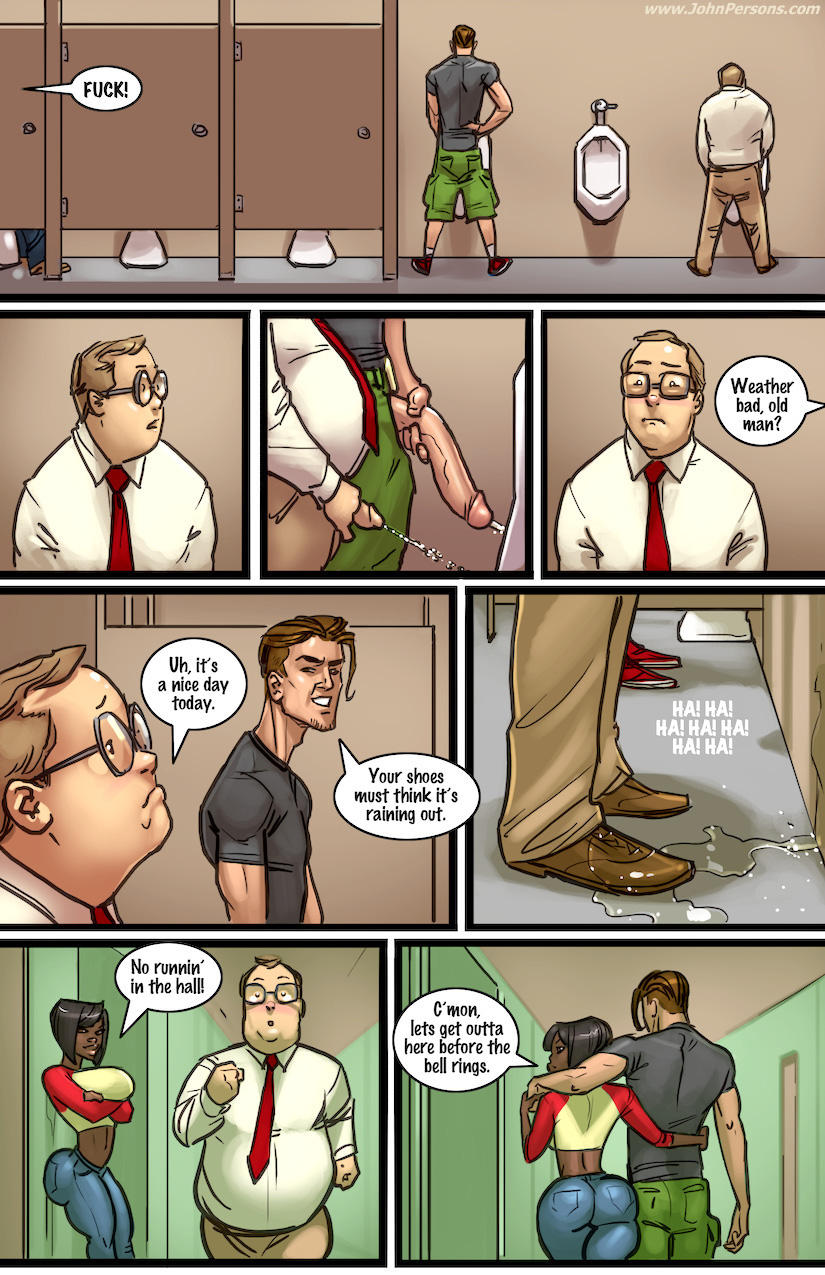 www.JohnPersons.com
FUCK!
Weather
bad, old
man?
Uh, it's
a nice day
today.
Your shoes
must think it's
raining out.
HA! HA!
HA! HA! HA!
HA! HA!
No runnin'
in the hall!
C'mon,
lets get outta
here before the
bell rings.